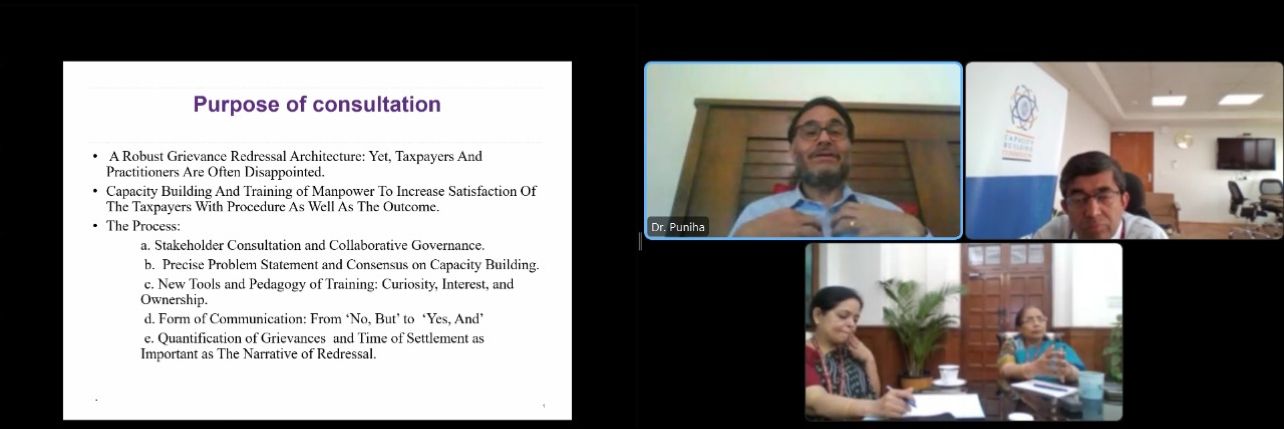 Purpose of consultation
• A Robust Grievance Redressal Architecture: Yet, Taxpayers And
Practitioners Are Often Disappointed.
• Capacity Building And Training of Manpower To Increase Satisfaction Of
The Taxpayers With Procedure As Well As The Outcome.
• The Process:
a. Stakeholder Consultation and Collaborative Governance.
b. Precise Problem Statement and Consensus on Capacity Building.
c. New Tools and Pedagogy of Training: Curiosity, Interest, and
Ownership.
d. Form of Communication: From ‘No, But’ to ‘Yes, And’
e. Quantification of Grievances and Time of Settlement as
Important as The Narrative of Redressal.
Dr. Puniha
CAPACITY
BUILDING
COMMISSION